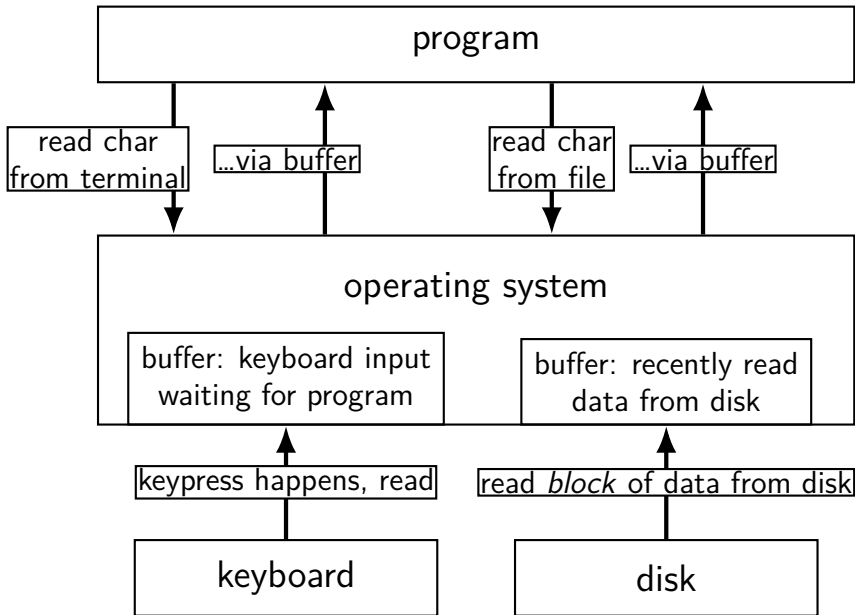 program
read char
from terminal
...via buffer
read char
from file
...via buffer
operating system
buffer: keyboard input
waiting for program
buffer: recently read
data from disk
keypress happens, read
read block of data from disk
keyboard
disk